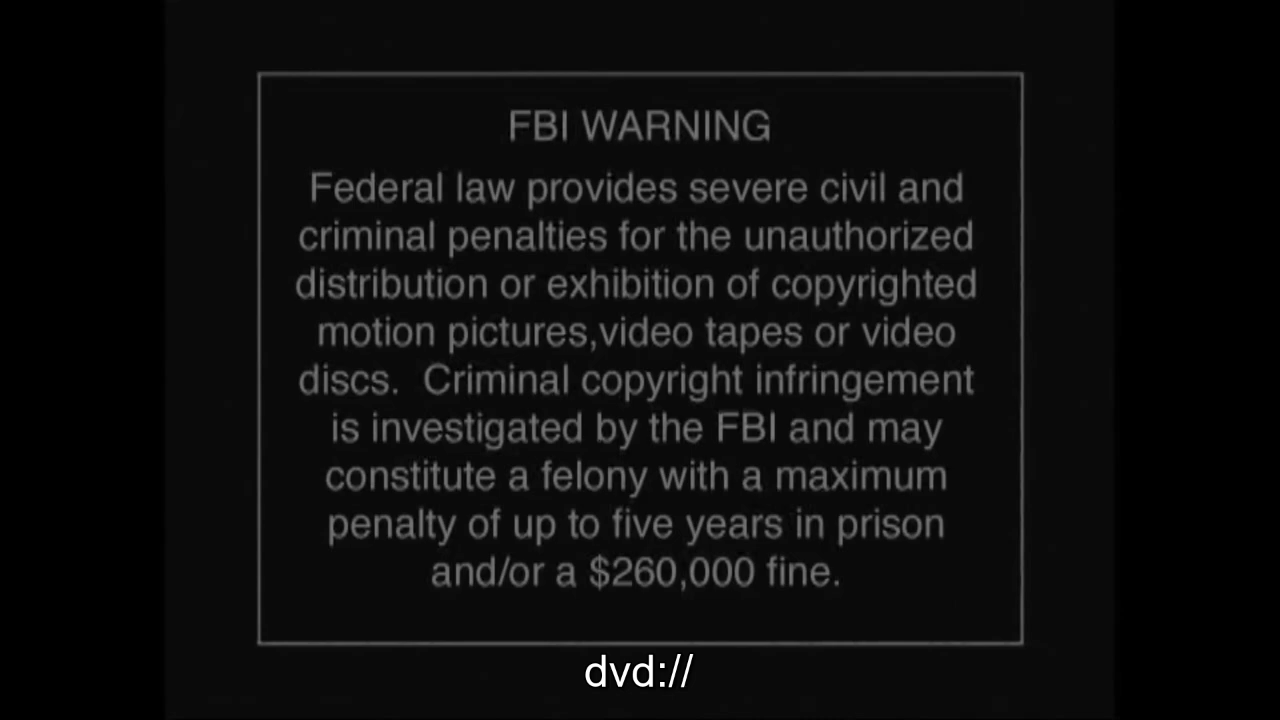 FBI WARNING
Federal law provides severe civil and
criminal penalties for the unauthorized
distribution or exhibition of copyrighted
motion pictures,video tapes or video
discs.  Criminal copyright infringement
is investigated by the FBI and may
constitute a felony with a maximum
penalty of up to five years in prison
and/or a $260,000 fine.
dvd://